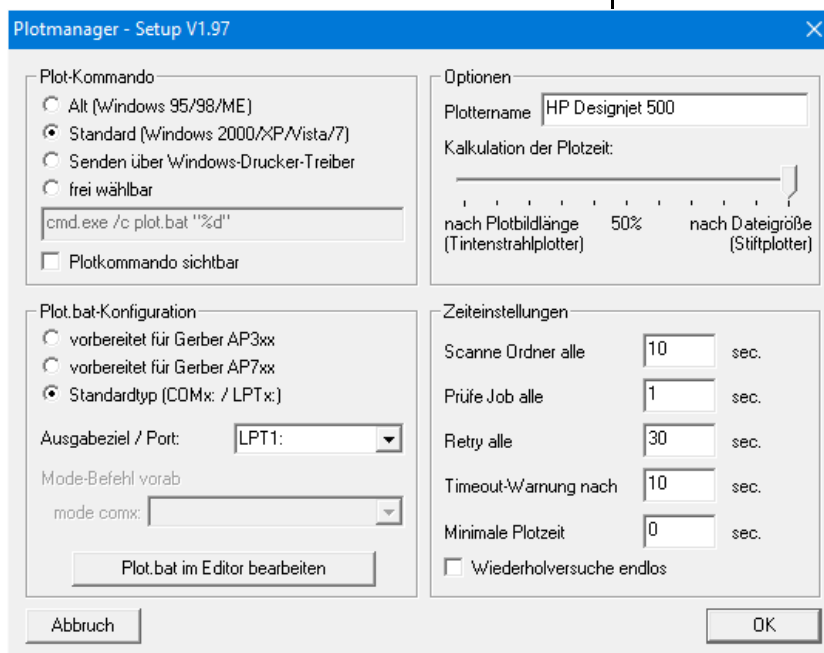 Plotmanager - Setup V1.97
Plot-Kommando
Alt (Windows 95/98/ME)
Standard (Windows 2000/XP/Vista/7)
Senden über Windows-Drucker-Treiber
frei wählbar
cmd.exe /c plot.bat "%d"
Plotkommando sichtbar
Optionen
Plottername HP Designjet 500
Kalkulation der Plotzeit:
nach Plotbildlänge 50% nach Dateigröße
(Tintenstrahlplotter) (Stiftplotter)
Plot.bat-Konfiguration
vorbereitet für Gerber AP3xx
vorbereitet für Gerber AP7xx
Standardtyp (COMx: / LPTx:)
Ausgabeziel / Port: LPT1:
Mode-Befehl vorab
mode comx:
Plot.bat im Editor bearbeiten
Zeiteinstellungen
Scanne Ordner alle 10 sec.
Prüfe Job alle 1 sec.
Retry alle 30 sec.
Timeout-Warnung nach 10 sec.
Minimale Plotzeit 0 sec.
Wiederholversuche endlos
Abbruch OK